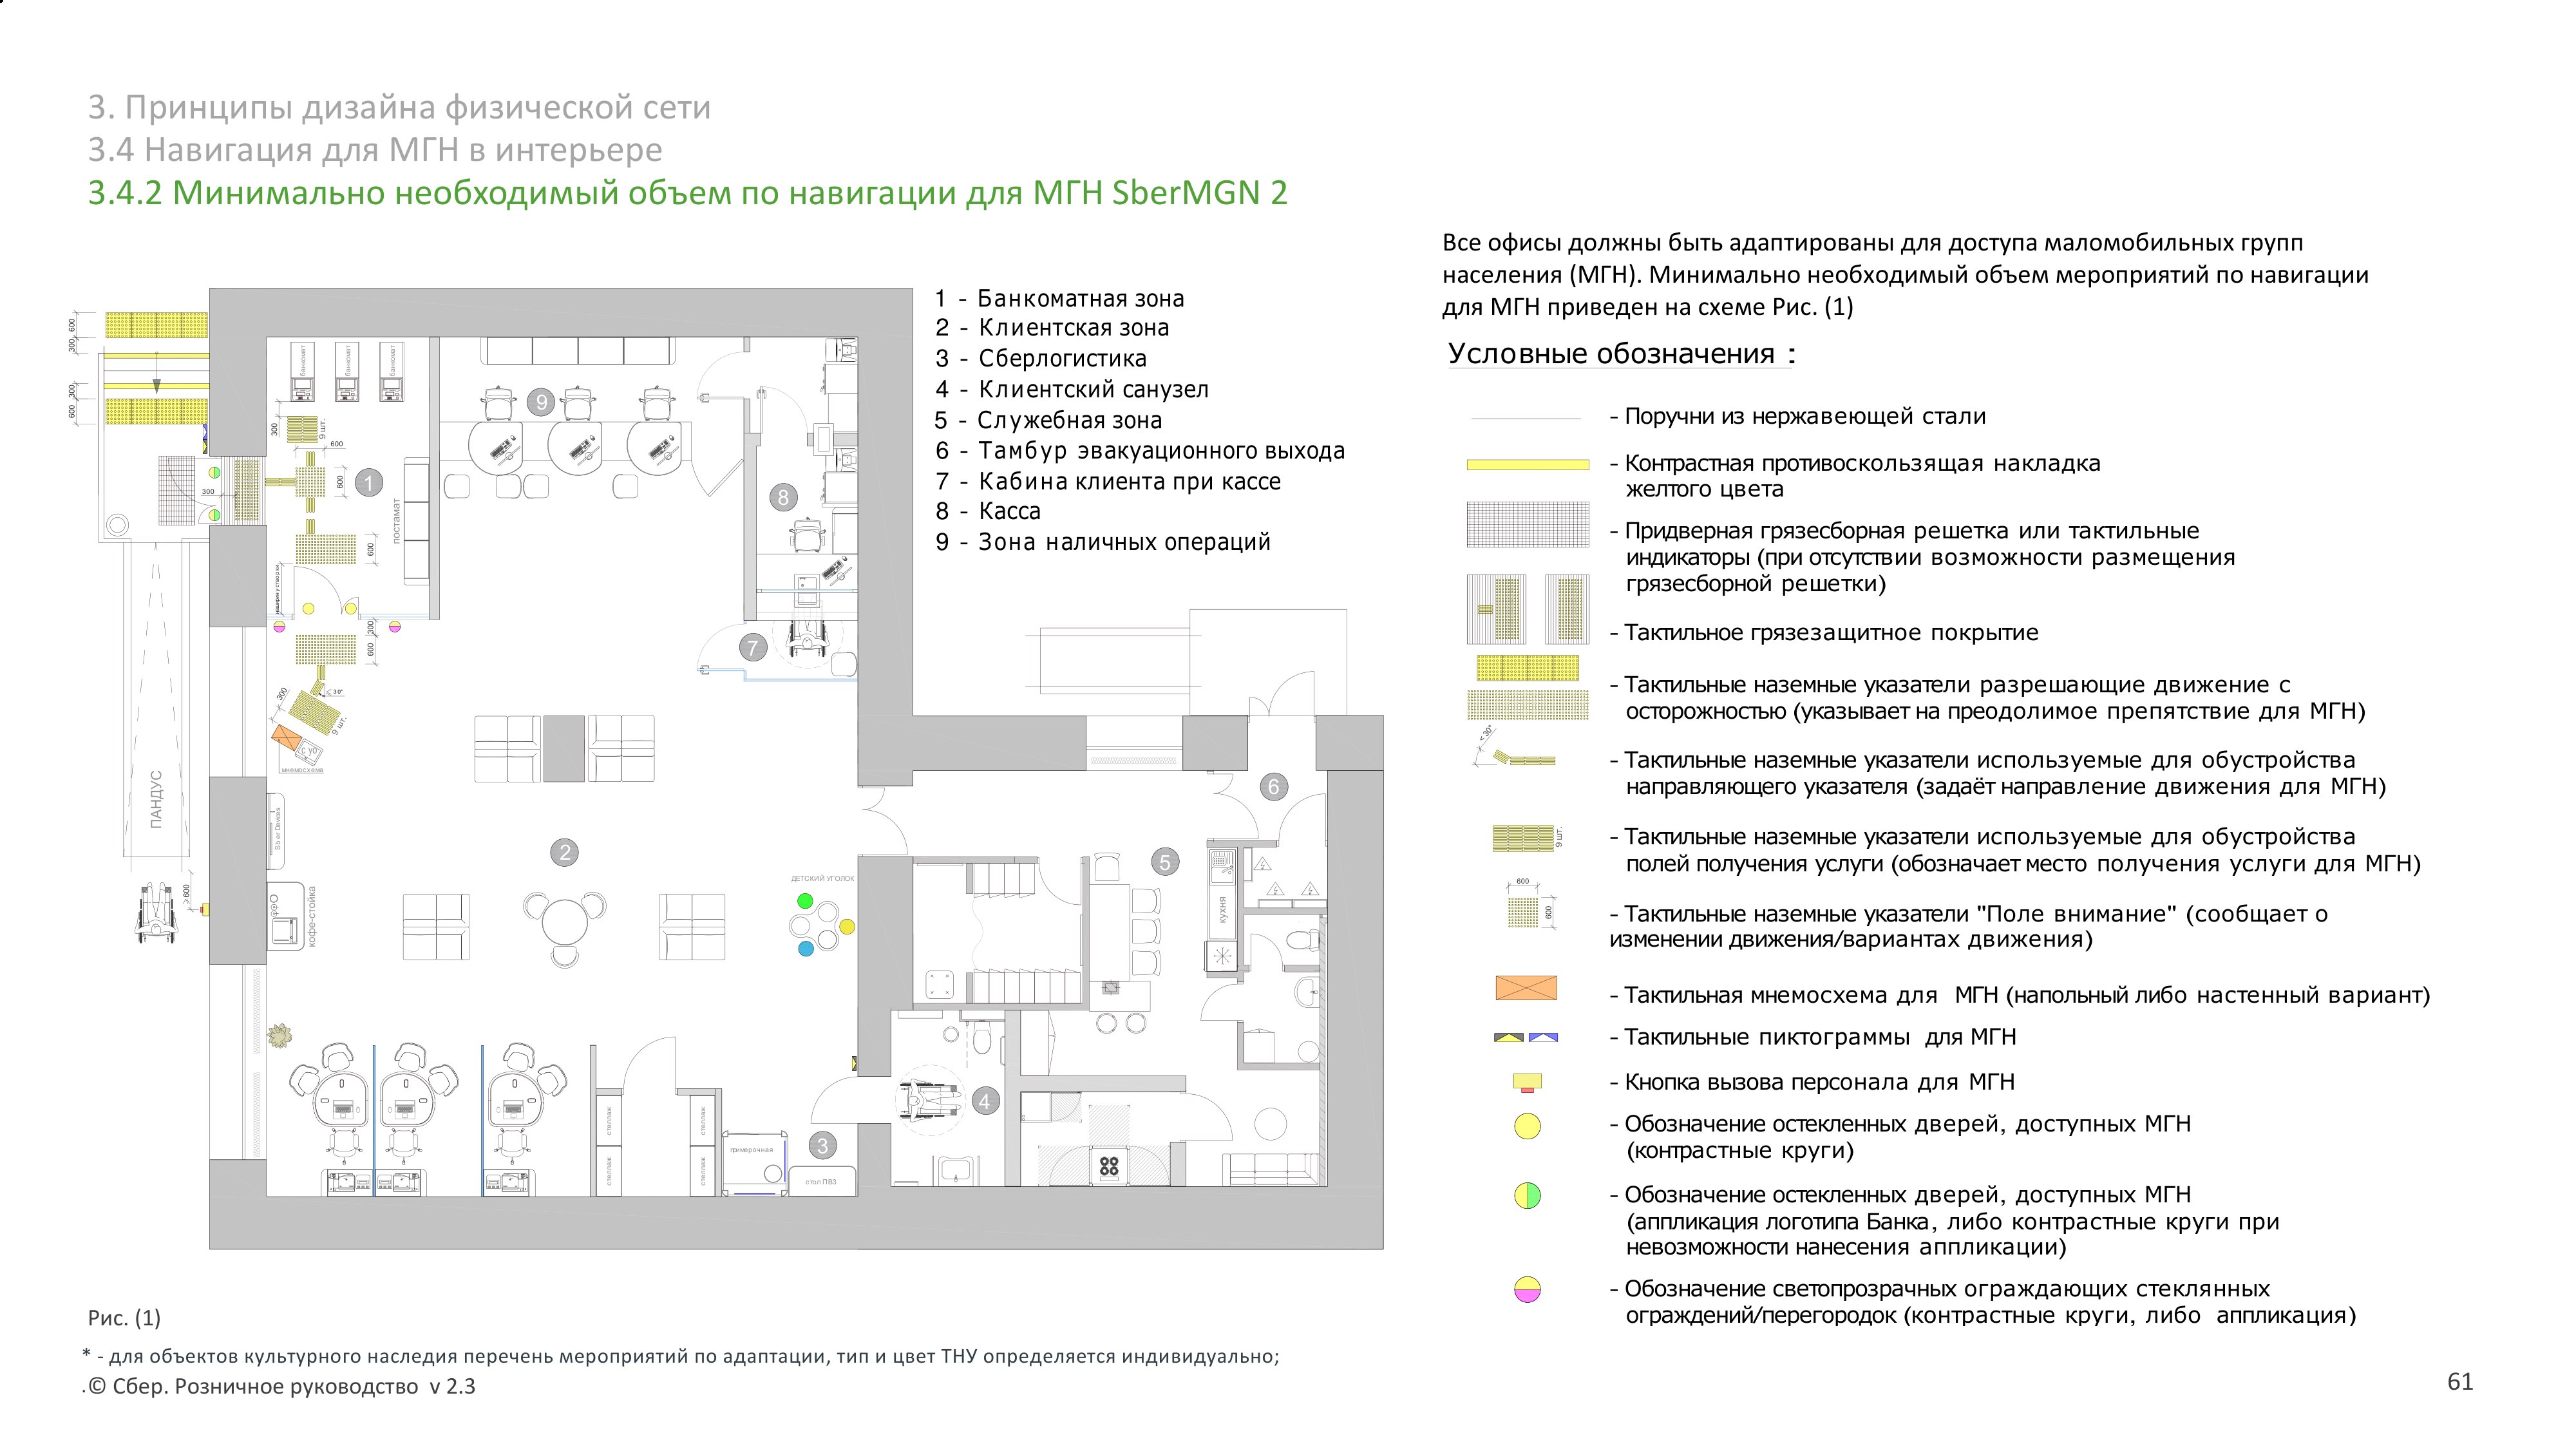 3. Принципы дизайна физической сети
3.4 Навигация для МГН в интерьере
3.4.2 Минимально необходимый объем по навигации для МГН SberMGN 2
Все офисы должны быть адаптированы для доступа маломобильных групп
населения (МГН). Минимально необходимый объем мероприятий по навигации
для МГН приведен на схеме Рис. (1)
1 - Банкоматная зона
2 - Клиентская зона
3 - Сберлогистика
4 - Клиентский санузел
5 - Служебная зона
6 - Тамбур эвакуационного выхода
7 - Кабина клиента при кассе
8 - Касса
9 - Зона наличных операций
Условные обозначения :
- Поручни из нержавеющей стали
- Контрастная противоскользящая накладка
желтого цвета
- Придверная грязесборная решетка или тактильные
индикаторы (при отсутствии возможности размещения
грязесборной решетки)
- Тактильное грязезащитное покрытие
- Тактильные наземные указатели разрешающие движение с
осторожностью (указывает на преодолимое препятствие для МГН)
< 30°
- Тактильные наземные указатели используемые для обустройства
направляющего указателя (задаёт направление движения для МГН)
9 шт.
- Тактильные наземные указатели используемые для обустройства
полей получения услуги (обозначает место получения услуги для МГН)
600
600
- Тактильные наземные указатели "Поле внимание" (сообщает о
изменении движения/вариантах движения)
- Тактильная мнемосхема для МГН (напольный либо настенный вариант)
- Тактильные пиктограммы для МГН
- Кнопка вызова персонала для МГН
- Обозначение остекленных дверей, доступных МГН
(контрастные круги)
- Обозначение остекленных дверей, доступных МГН
(аппликация логотипа Банка, либо контрастные круги при
невозможности нанесения аппликации)
- Обозначение светопрозрачных ограждающих стеклянных
ограждений/перегородок (контрастные круги, либо аппликация)
600
300
300
600
банкомат
банкомат
банкомат
300
9 шт.
600
600
300
1
постамат
600
9
8
7
300
600
300
≤ 30°
9 шт.
мнемосхема
ПАНДУС
Sber Devices
2
ДЕТСКИЙ УГОЛОК
кофе-стойка
≥600
5
6
кухня
4
3
стеллаж
стеллаж
стеллаж
стеллаж
примерочная
стол ПВЗ
Рис. (1)
* - для объектов культурного наследия перечень мероприятий по адаптации, тип и цвет ТНУ определяется индивидуально;
.© Сбер. Розничное руководство v 2.3
61